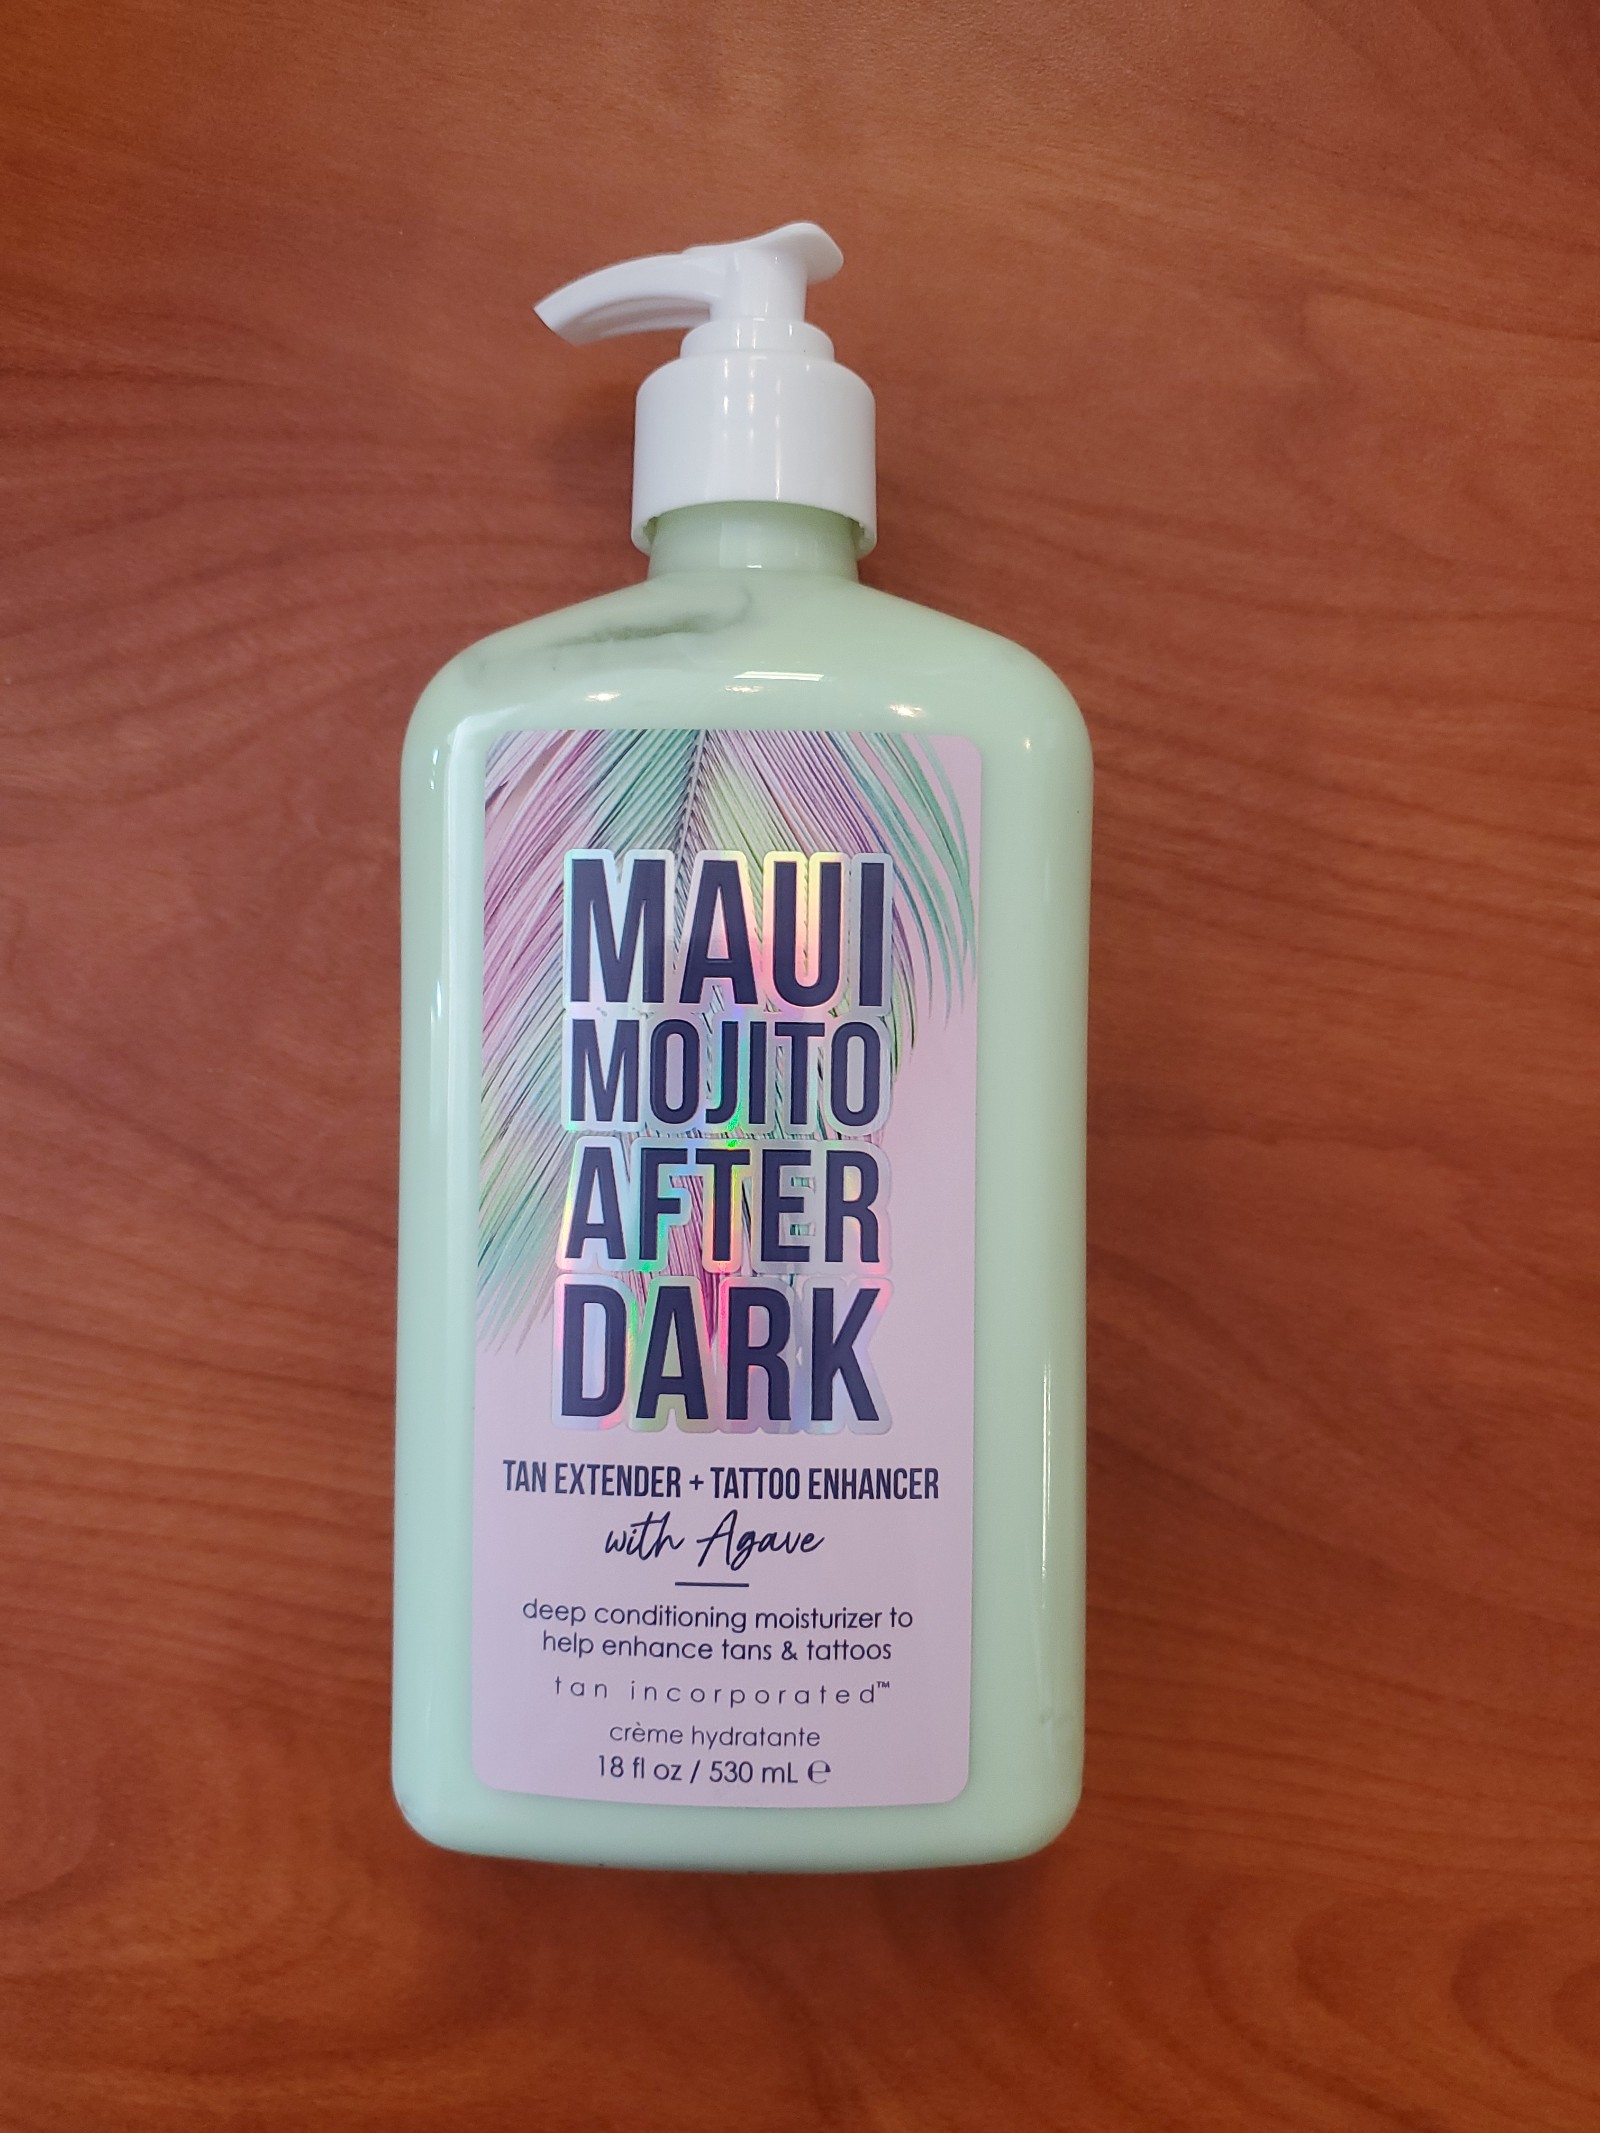 MAUI
MOJITO
AFTER
DARK
TAN EXTENDER + TATTOO ENHANCER
with Agave
deep conditioning moisturizer to
help enhance tans & tattoos
tan incorporated™
crème hydratante
18 fl oz / 530 mL ℮